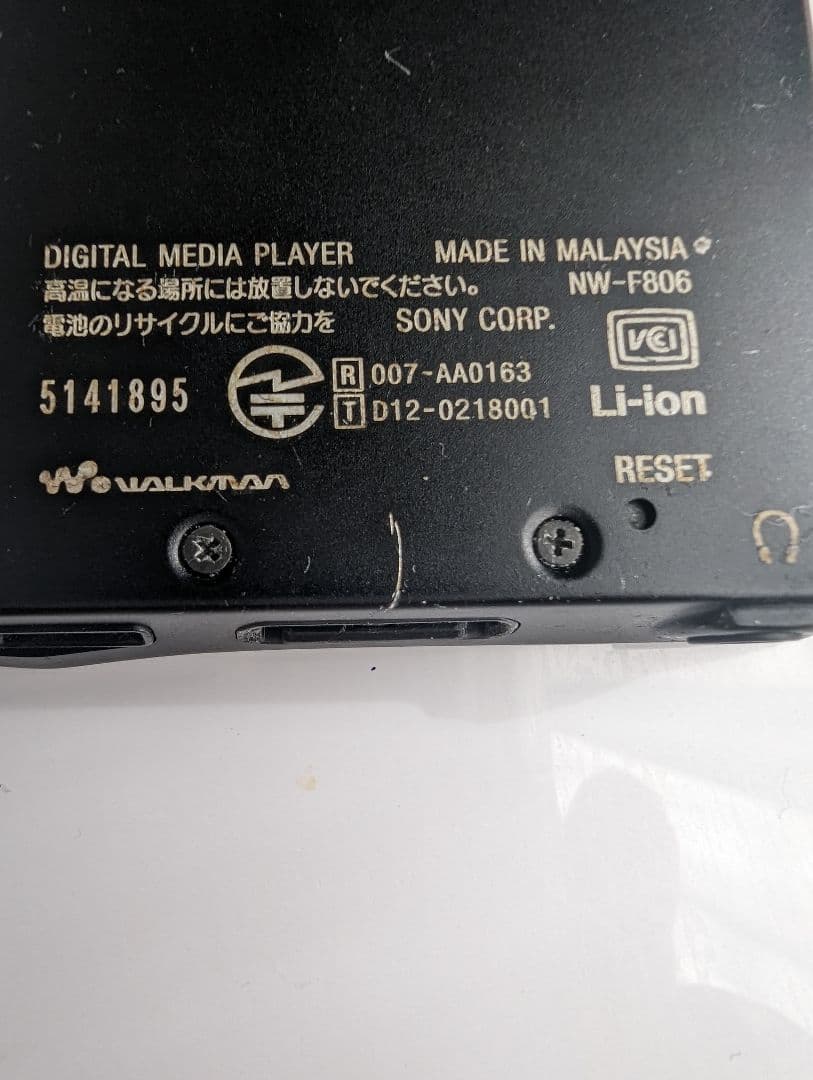 DIGITAL MEDIA PLAYER MADE IN MALAYSIA
高温になる場所には放置しないでください。 NW-F806
電池のリサイクルにご協力を SONY CORP.
VCI
5141895 R 007-AA0163
T D12-0218001 Li-ion
W. WALKMAN RESET